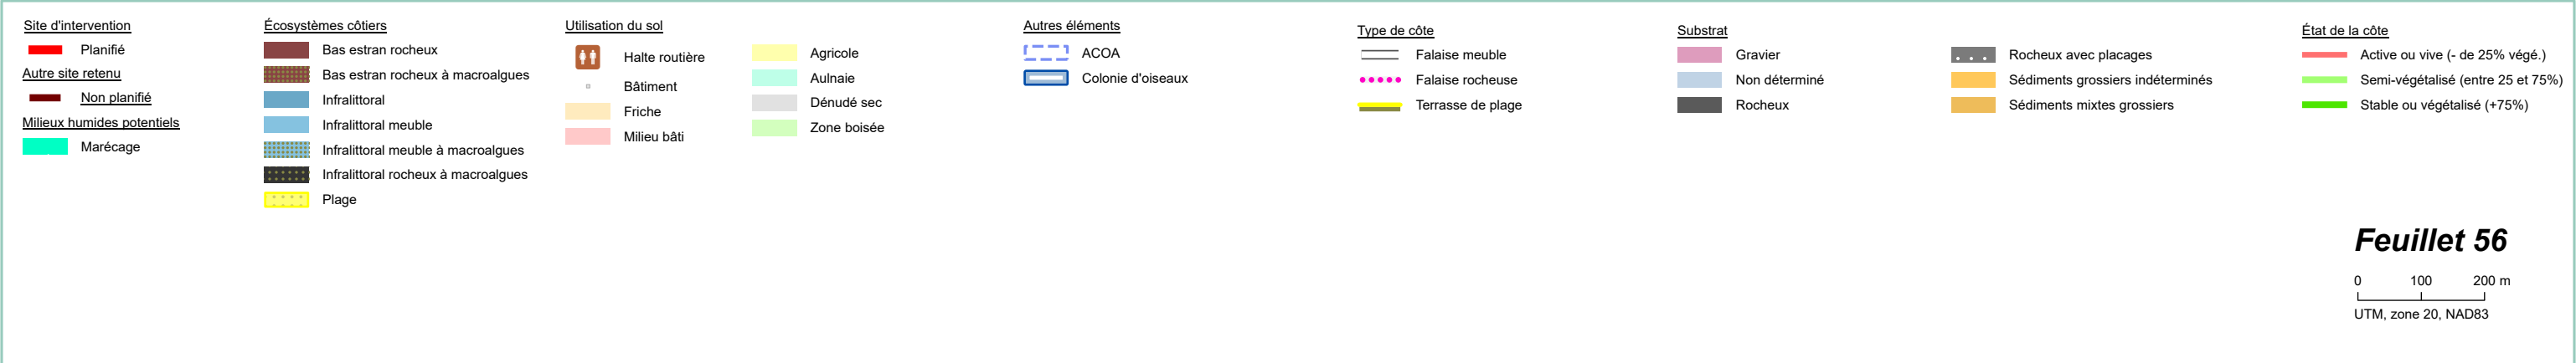 Site d'intervention
Planifié
Autre site retenu
Non planifié
Milieux humides potentiels
Marécage
Écosystèmes côtiers
Bas estran rocheux
Bas estran rocheux à macroalgues
Infralittoral
Infralittoral meuble
Infralittoral meuble à macroalgues
Infralittoral rocheux à macroalgues
Plage
Utilisation du sol
Halte routière
Bâtiment
Friche
Milieu bâti
Agricole
Aulnaie
Dénudé sec
Zone boisée
Autres éléments
ACOA
Colonie d'oiseaux
Type de côte
Falaise meuble
Falaise rocheuse
Terrasse de plage
Substrat
Gravier
Non déterminé
Rocheux
Rocheux avec placages
Sédiments grossiers indéterminés
Sédiments mixtes grossiers
État de la côte
Active ou vive (- de 25% végé.)
Semi-végétalisé (entre 25 et 75%)
Stable ou végétalisé (+75%)
Feuillet 56
0 100 200 m
UTM, zone 20, NAD83